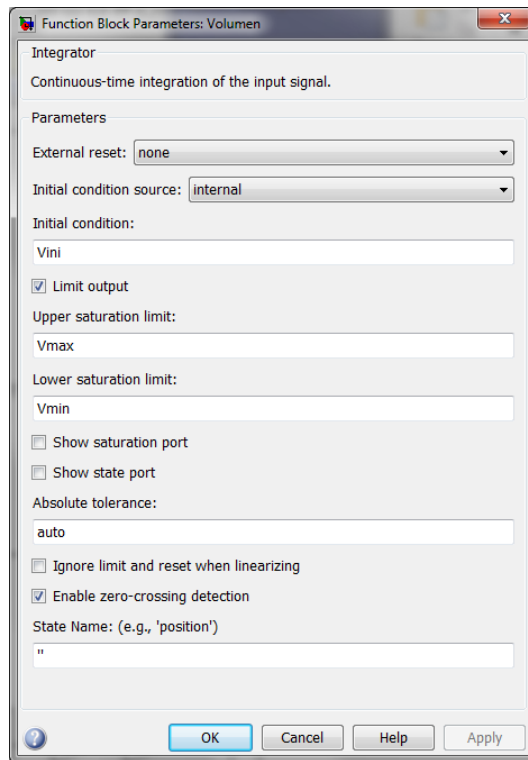 Function Block Parameters: Volumen
Integrator
Continuous-time integration of the input signal.
Parameters
External reset: none
Initial condition source: internal
Initial condition:
Vini
Limit output
Upper saturation limit:
Vmax
Lower saturation limit:
Vmin
Show saturation port
Show state port
Absolute tolerance:
auto
Ignore limit and reset when linearizing
Enable zero-crossing detection
State Name: (e.g., 'position')
''
OK Cancel Help Apply